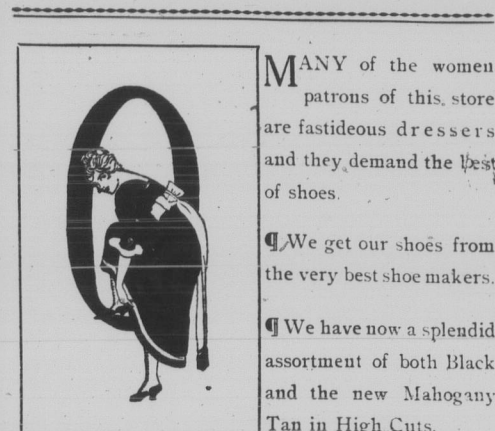 MANY of the women
patrons of this store
are fastideous dressers
and they demand the best
of shoes.
¶ We get our shoes from
the very best shoe makers.
¶ We have now a splendid
assortment of both Black
and the new Mahogany
Tan in High Cuts.